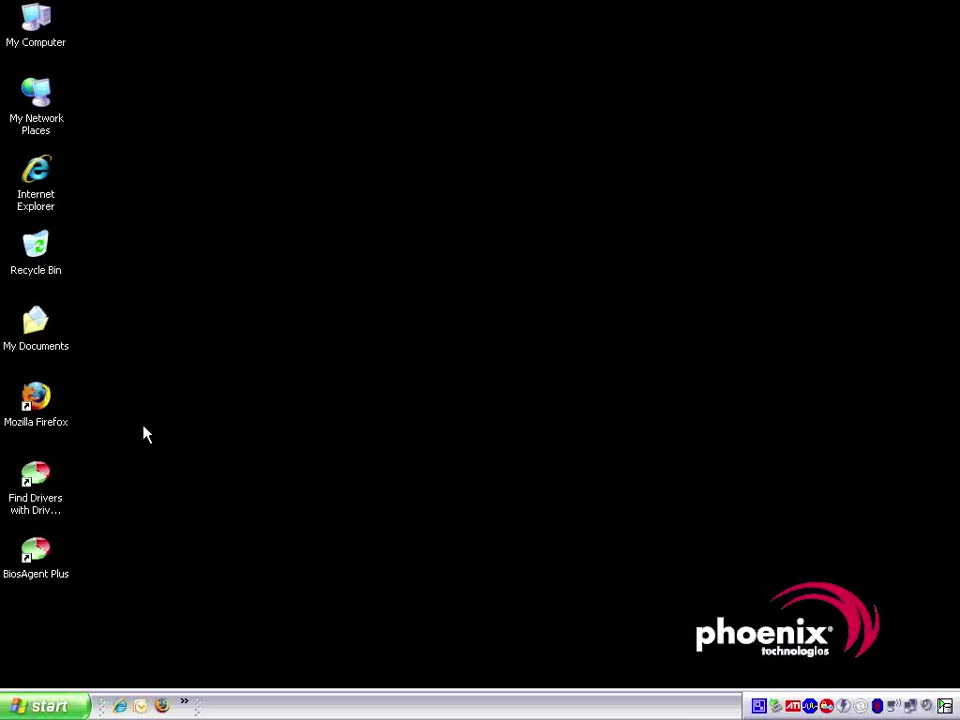 My Computer
My Network
Places
Internet
Explorer
Recycle Bin
My Documents
Mozilla Firefox
Find Drivers
with Driv...
BiosAgent Plus
phoenix®
technologies
start
ATI